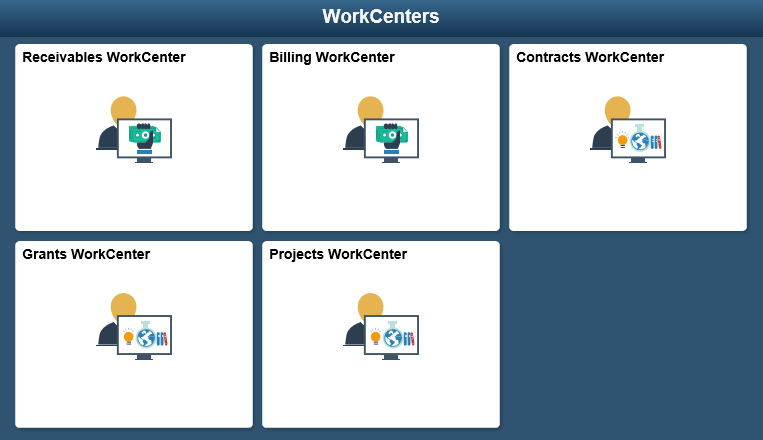 WorkCenters
Receivables WorkCenter
Billing WorkCenter
Contracts WorkCenter
Grants WorkCenter
Projects WorkCenter